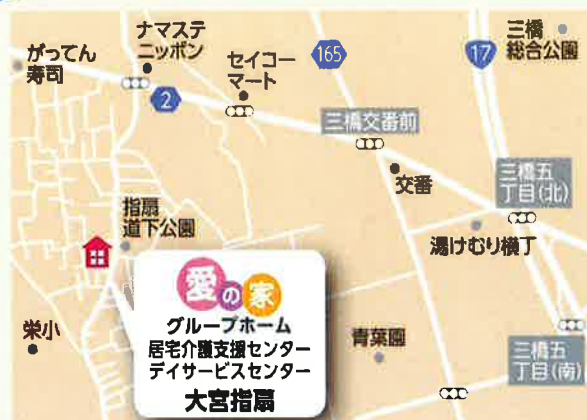 がってん
寿司
ナマステ
ニッポン
セイコー
マート
165
17
三橋
総合公園
2
三橋交番前
交番
三橋五
丁目(北)
湯けむり横丁
指扇
道下公園
愛の家
グループホーム
居宅介護支援センター
デイサービスセンター
大宮指扇
栄小
青葉園
三橋五
丁目(南)